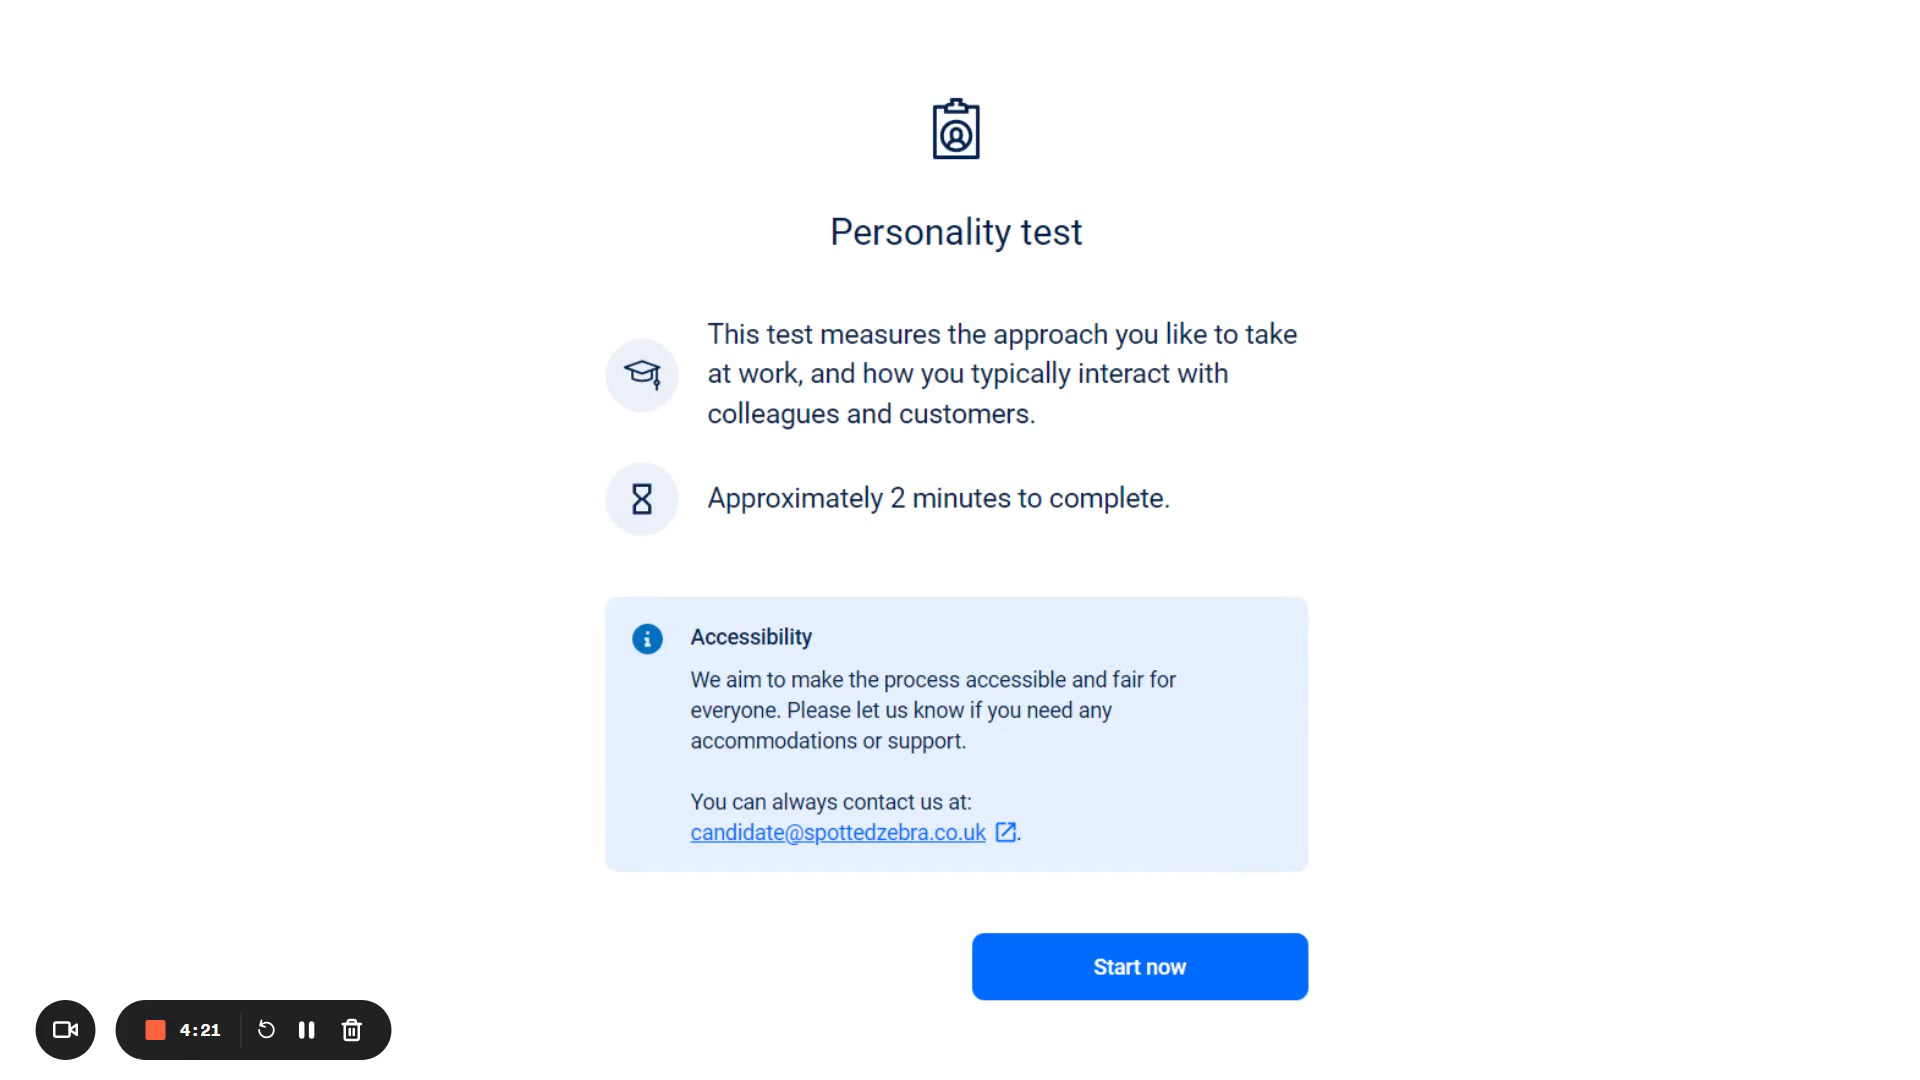 Personality test
This test measures the approach you like to take
at work, and how you typically interact with
colleagues and customers.
Approximately 2 minutes to complete.
Accessibility
We aim to make the process accessible and fair for
everyone. Please let us know if you need any
accommodations or support.
You can always contact us at:
candidate@spottedzebra.co.uk.
Start now
4:21